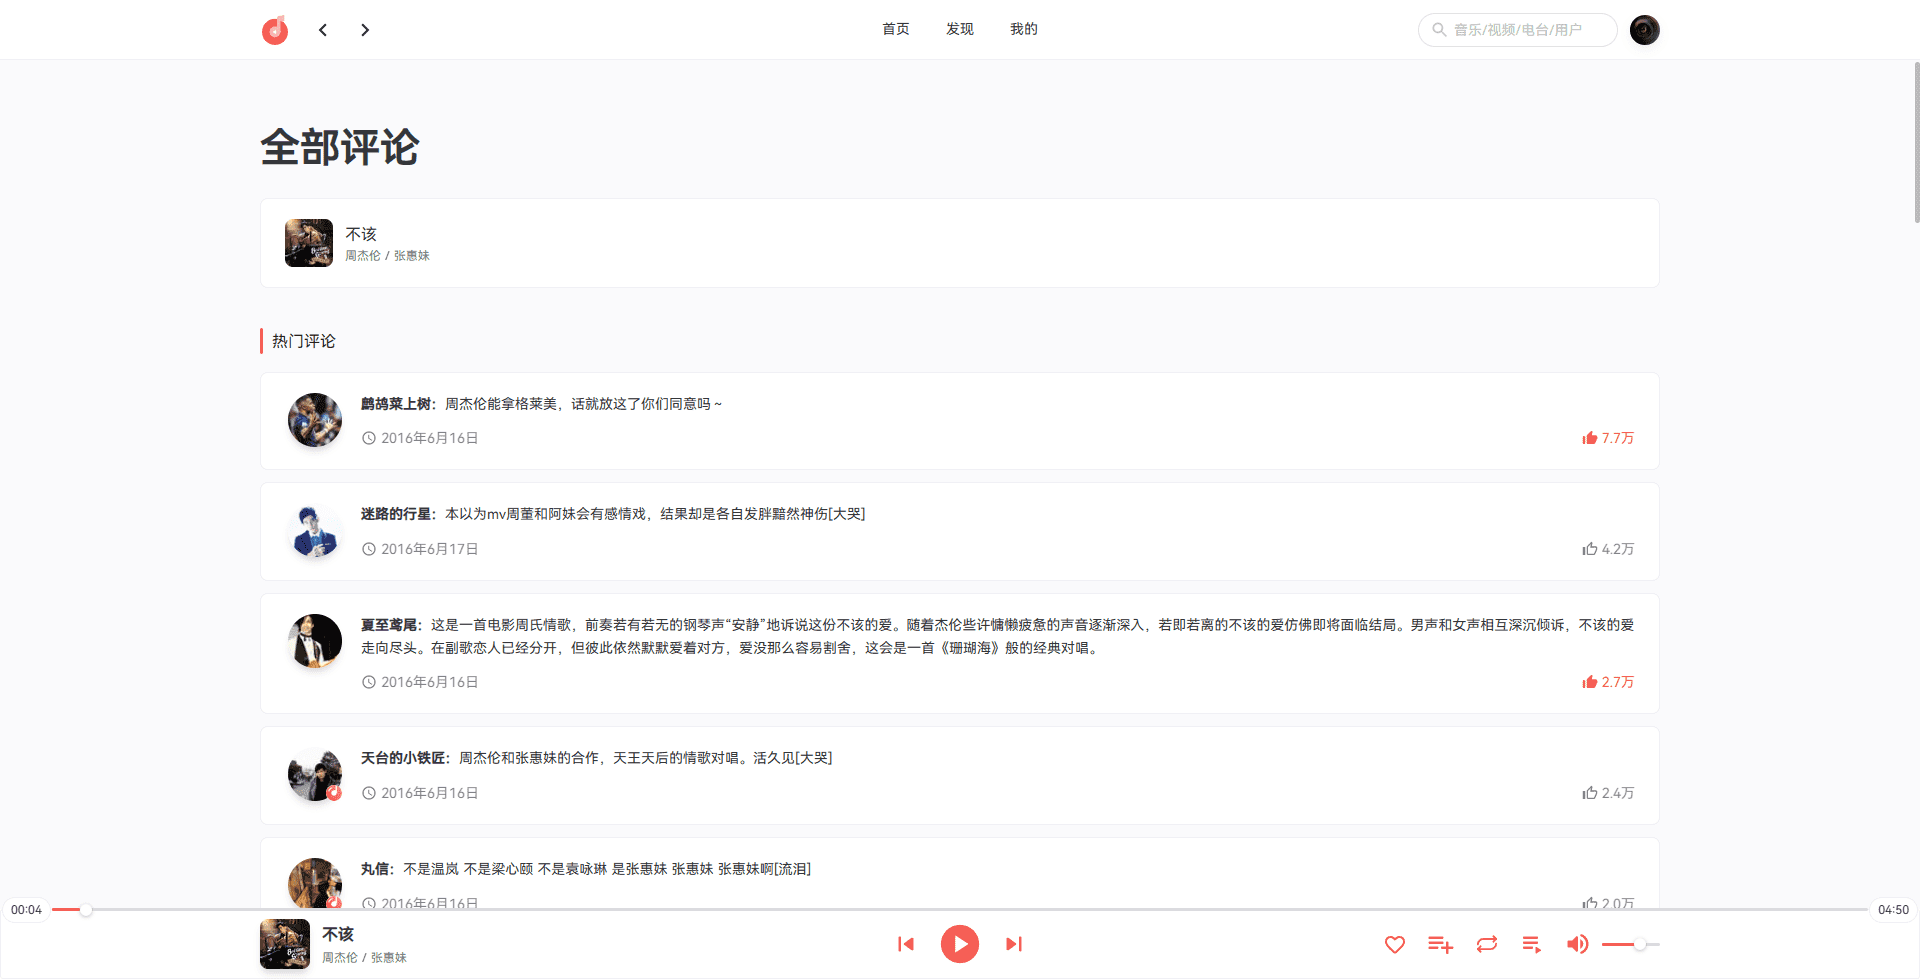 首页 发现 我的
音乐/视频/电台/用户
全部评论
不该
周杰伦 / 张惠妹
热门评论
鹧鸪菜上树：周杰伦能拿格莱美，话就放这了你们同意吗～
2016年6月16日 7.7万
迷路的行星：本以为mv周董和阿妹会有感情戏，结果却是各自发胖黯然神伤[大哭]
2016年6月17日 4.2万
夏至鸢尾：这是一首电影周氏情歌，前奏若有若无的钢琴声“安静”地诉说这份不该的爱。随着杰伦些许慵懒疲惫的声音逐渐深入，若即若离的不该的爱仿佛即将面临结局。男声和女声相互深沉倾诉，不该的爱
走向尽头。在副歌恋人已经分开，但彼此依然默默爱着对方，爱没那么容易割舍，这会是一首《珊瑚海》般的经典对唱。
2016年6月16日 2.7万
天台的小铁匠：周杰伦和张惠妹的合作，天王天后的情歌对唱。活久见[大哭]
2016年6月16日 2.4万
丸信：不是温岚 不是梁心颐 不是袁咏琳 是张惠妹 张惠妹 张惠妹啊[流泪]
2016年6月16日 2.0万
00:04 04:50
不该
周杰伦 / 张惠妹